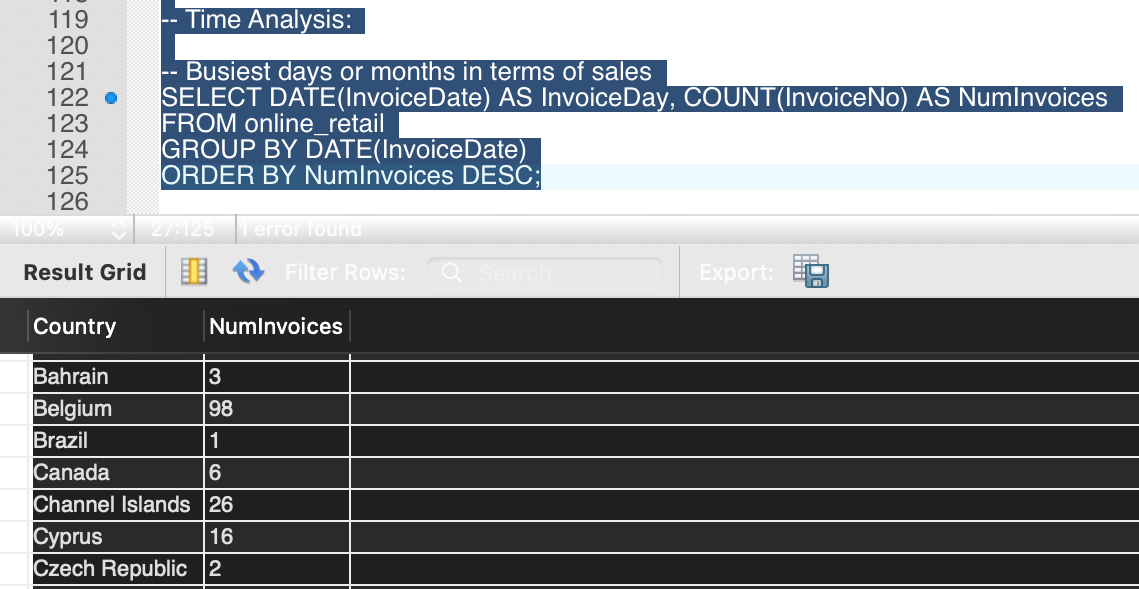 119 -- Time Analysis:
120
121 -- Busiest days or months in terms of sales
122 SELECT DATE(InvoiceDate) AS InvoiceDay, COUNT(InvoiceNo) AS NumInvoices
123 FROM online_retail
124 GROUP BY DATE(InvoiceDate)
125 ORDER BY NumInvoices DESC;
126
100% 27:125 1 error found
Result Grid Filter Rows: Search Export:
Country NumInvoices
Bahrain 3
Belgium 98
Brazil 1
Canada 6
Channel Islands 26
Cyprus 16
Czech Republic 2